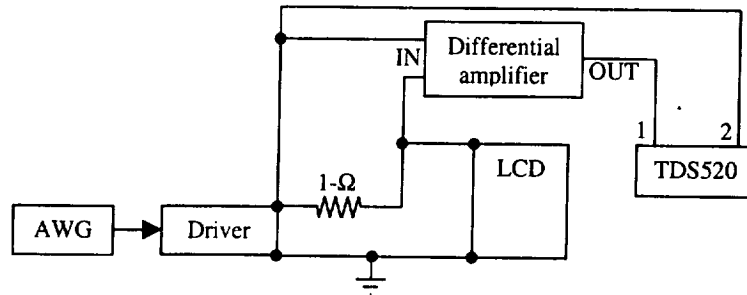 Differential
amplifier
IN
OUT
1
2
TDS520
LCD
1-Ω
AWG
Driver